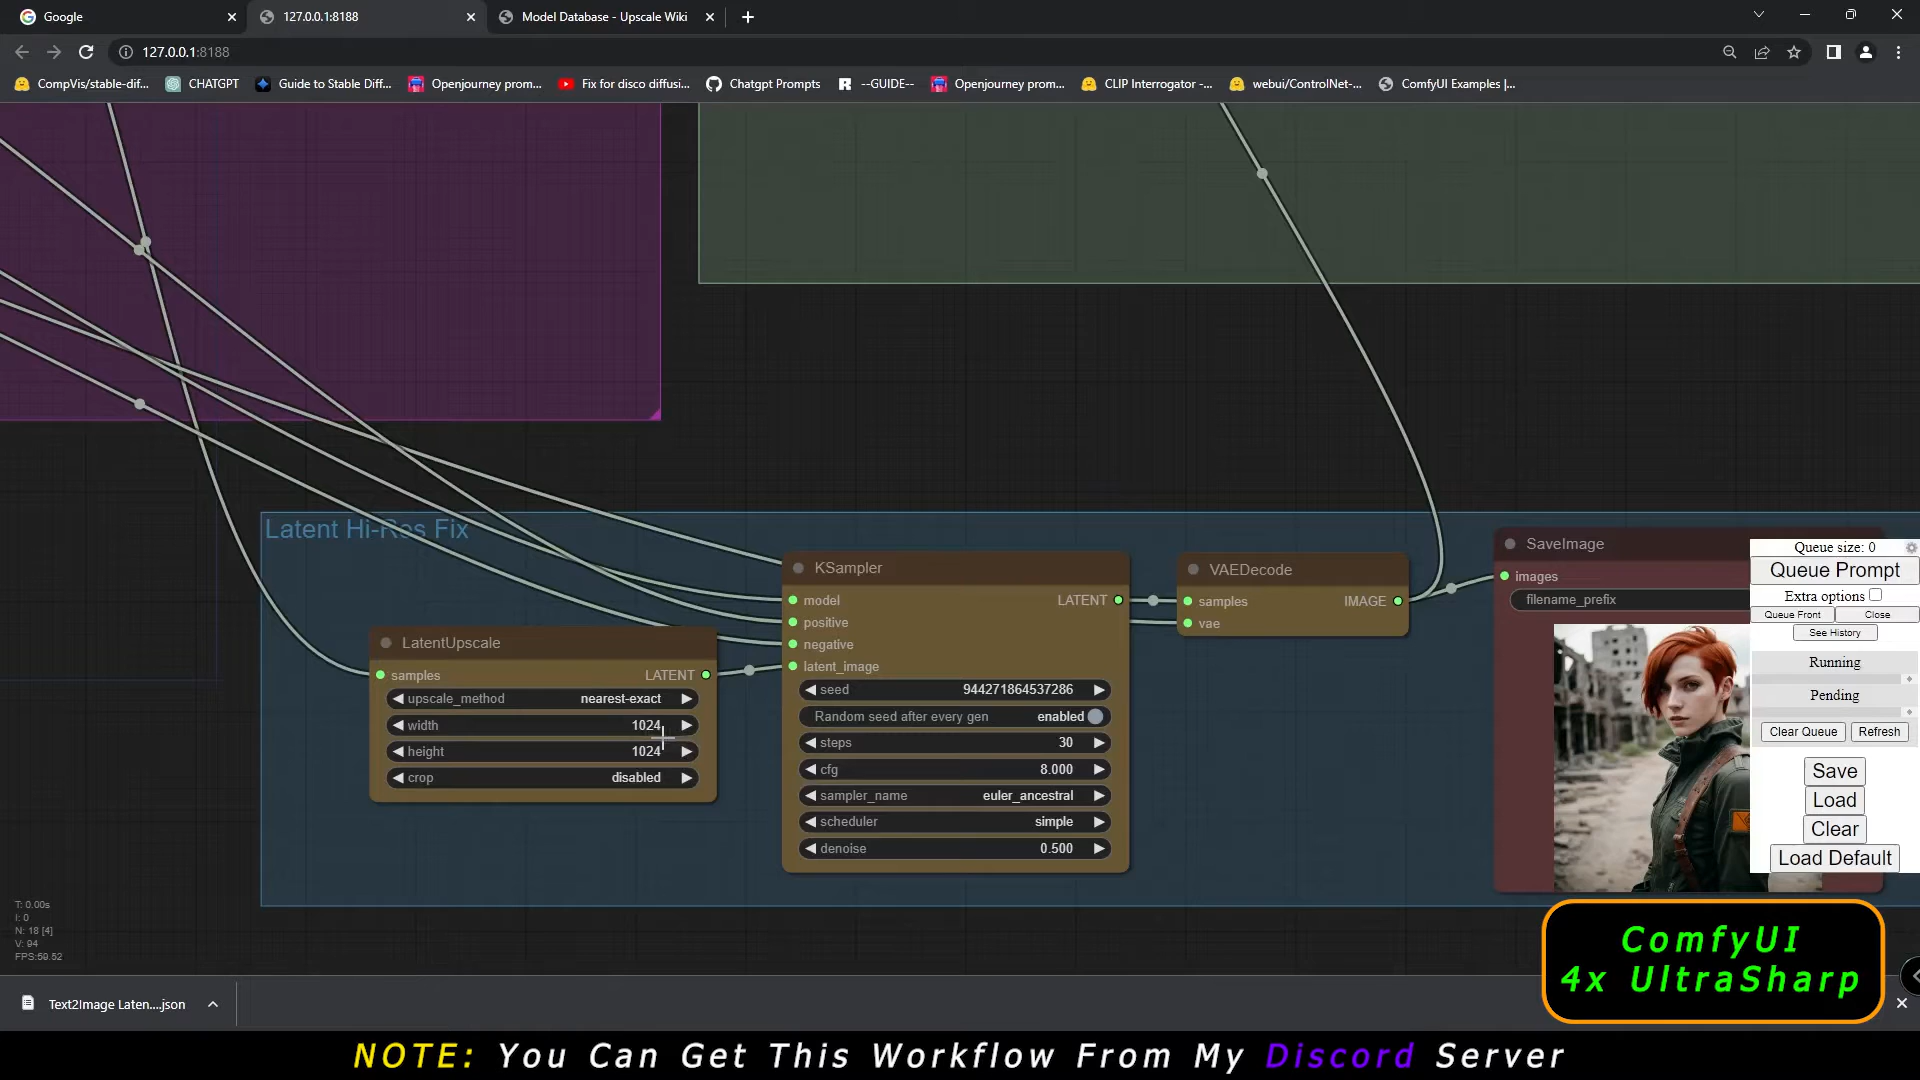 Google
127.0.0.1:8188
Model Database - Upscale Wiki
127.0.0.1:8188
CompVis/stable-dif...
CHATGPT
Guide to Stable Diff...
Openjourney prom...
Fix for disco diffusi...
Chatgpt Prompts
--GUIDE--
Openjourney prom...
CLIP Interrogator -...
webui/ControlNet-...
ComfyUI Examples |...
Latent Hi-Res Fix
LatentUpscale
samples
LATENT
upscale_method nearest-exact
width 1024
height 1024
crop disabled
KSampler
model
LATENT
positive
negative
latent_image
seed 944271864537286
Random seed after every gen enabled
steps 30
cfg 8.000
sampler_name euler_ancestral
scheduler simple
denoise 0.500
VAEDecode
samples
IMAGE
vae
SaveImage
images
filename_prefix
Queue size: 0
Queue Prompt
Extra options
Queue Front
Close
See History
Running
Pending
Clear Queue
Refresh
Save
Load
Clear
Load Default
T: 0.00s
I: 0
N: 18 [4]
V: 94
FPS:59.52
ComfyUI
4x UltraSharp
Text2Image Laten....json
NOTE: You Can Get This Workflow From My Discord Server